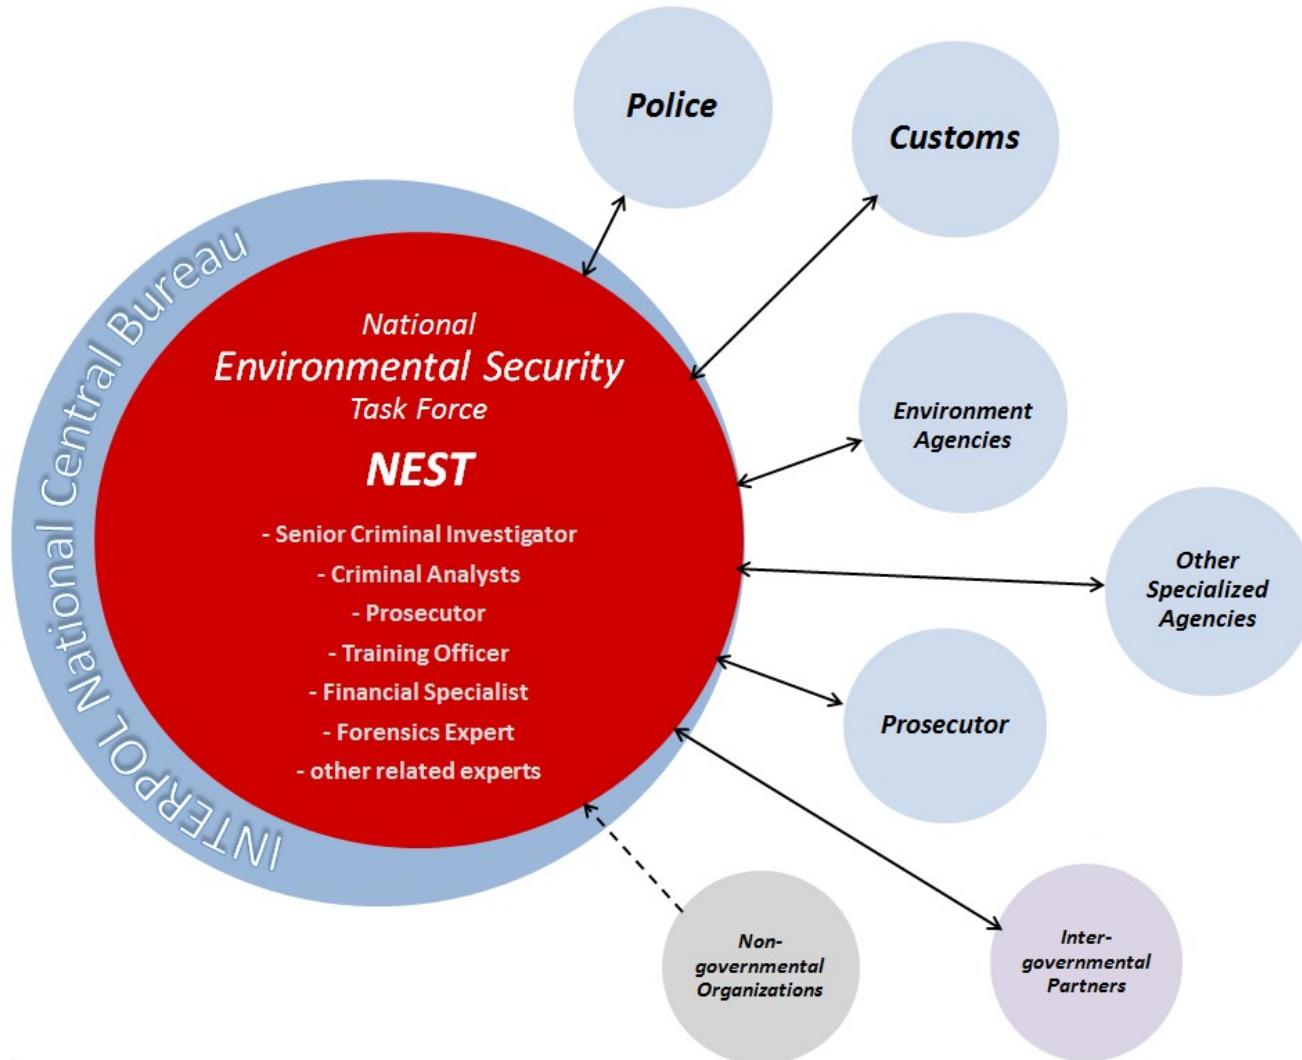 Police
Customs
INTERPOL National Central Bureau
National
Environmental Security
Task Force
NEST
- Senior Criminal Investigator
- Criminal Analysts
- Prosecutor
- Training Officer
- Financial Specialist
- Forensics Expert
- other related experts
Environment
Agencies
Other
Specialized
Agencies
Prosecutor
Non-
governmental
Organizations
Inter-
governmental
Partners